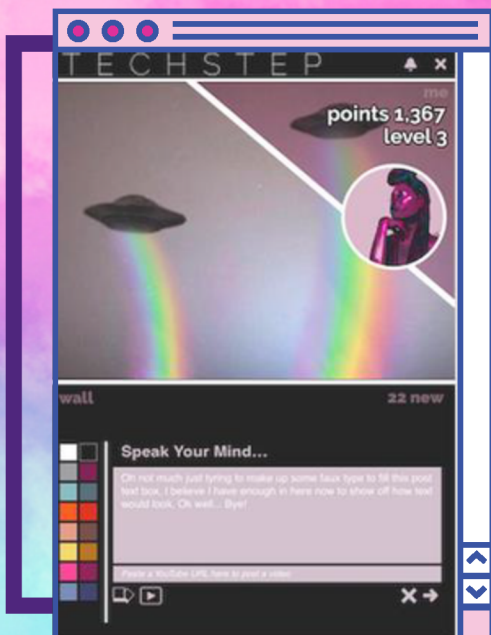 TECHSTEP
me
points 1,367
level 3
wall
22 new
Speak Your Mind...
Oh not much just tyring to make up some faux type to fill this post
text box, I believe I have enough in here now to show off how text
would look. Ok well... Bye!
Paste a YouTube URL here to post a video